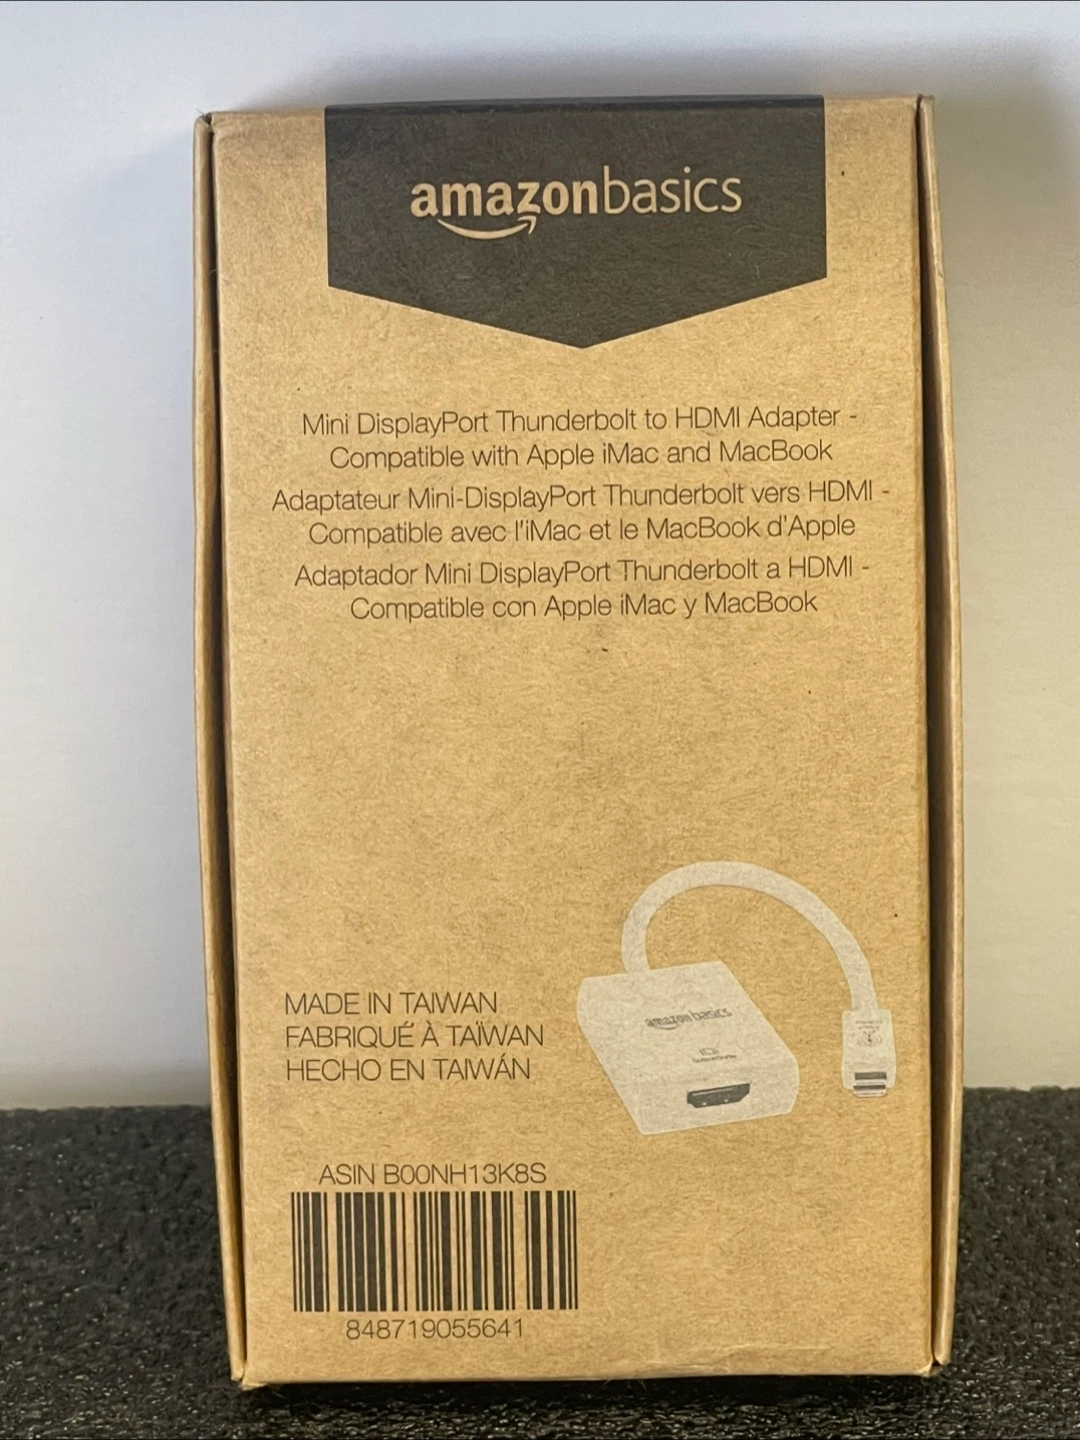 amazonbasics
Mini DisplayPort Thunderbolt to HDMI Adapter -
Compatible with Apple iMac and MacBook
Adaptateur Mini-DisplayPort Thunderbolt vers HDMI -
Compatible avec l'iMac et le MacBook d'Apple
Adaptador Mini DisplayPort Thunderbolt a HDMI -
Compatible con Apple iMac y MacBook
amazonbasics
MADE IN TAIWAN
FABRIQUÉ À TAÏWAN
HECHO EN TAIWÁN
ASIN B00NH13K8S
848719055641